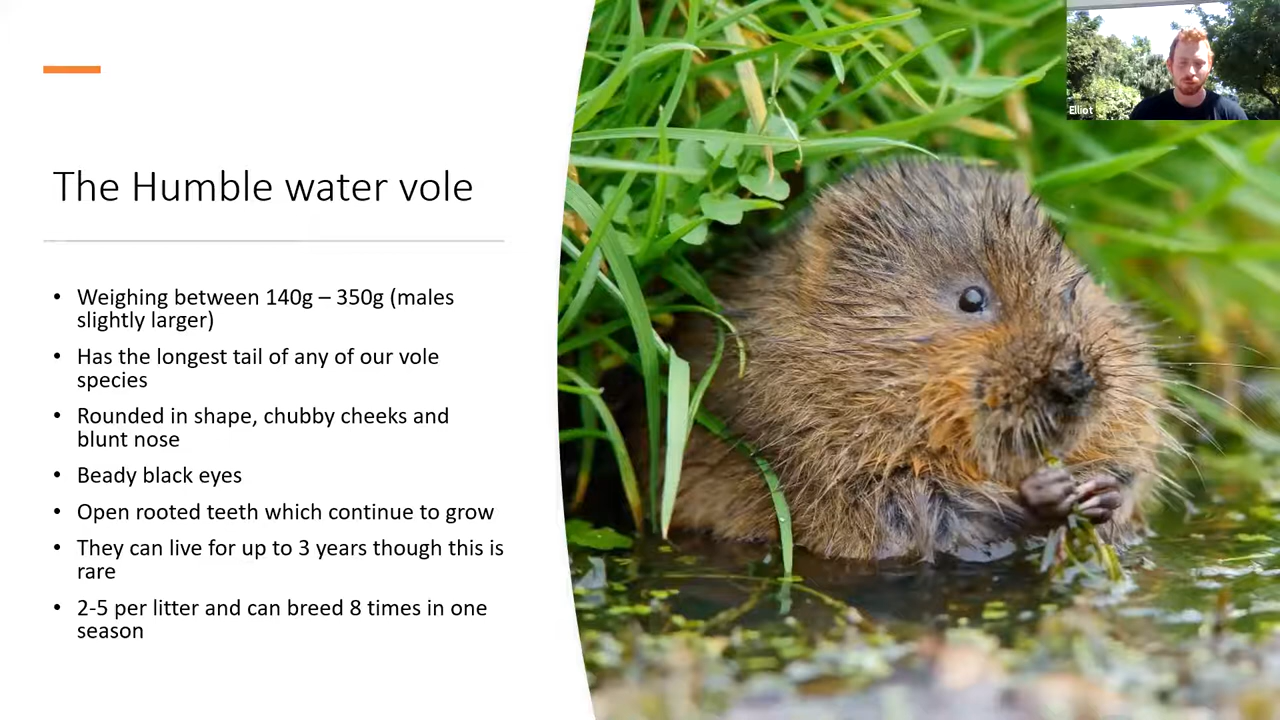 The Humble water vole
• Weighing between 140g – 350g (males
slightly larger)
• Has the longest tail of any of our vole
species
• Rounded in shape, chubby cheeks and
blunt nose
• Beady black eyes
• Open rooted teeth which continue to grow
• They can live for up to 3 years though this is
rare
• 2-5 per litter and can breed 8 times in one
season
Elliot